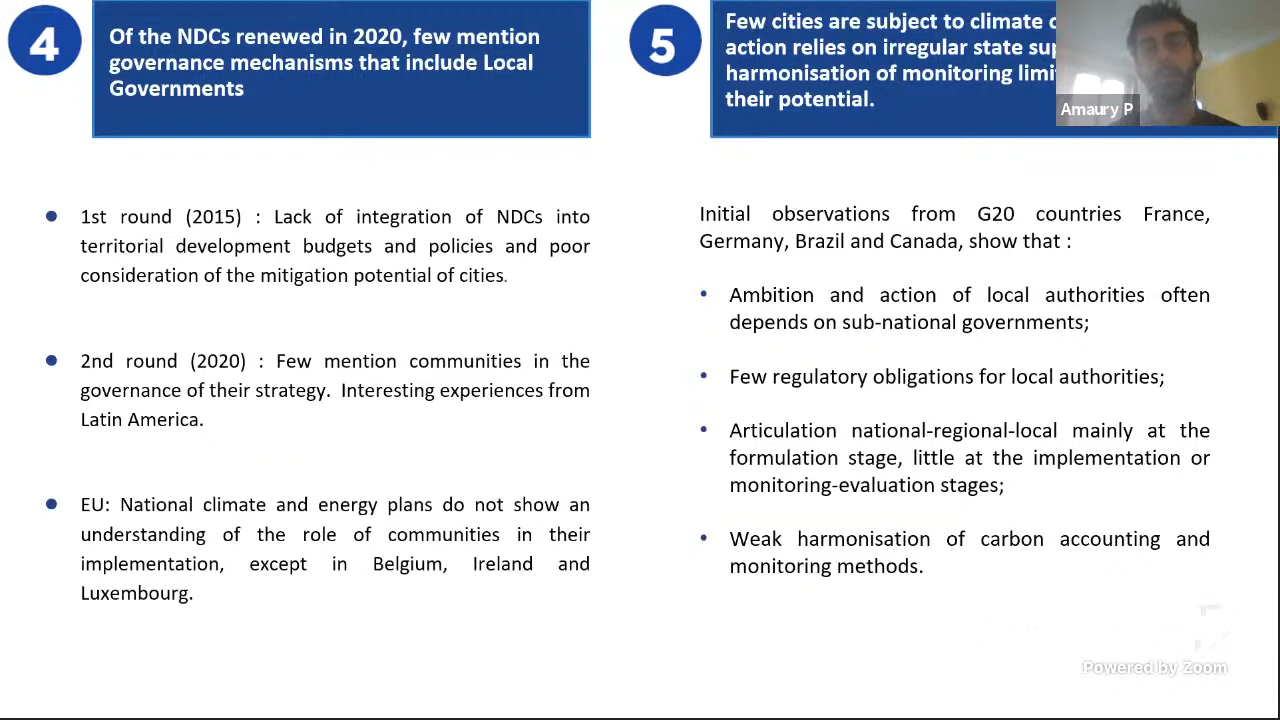 4
Of the NDCs renewed in 2020, few mention
governance mechanisms that include Local
Governments
1st round (2015) : Lack of integration of NDCs into
territorial development budgets and policies and poor
consideration of the mitigation potential of cities.
2nd round (2020) : Few mention communities in the
governance of their strategy. Interesting experiences from
Latin America.
EU: National climate and energy plans do not show an
understanding of the role of communities in their
implementation, except in Belgium, Ireland and
Luxembourg.
5
Few cities are subject to climate
action relies on irregular state
harmonisation of monitoring
their potential.
Amaury P
Initial observations from G20 countries France,
Germany, Brazil and Canada, show that :
Ambition and action of local authorities often
depends on sub-national governments;
Few regulatory obligations for local authorities;
Articulation national-regional-local mainly at the
formulation stage, little at the implementation or
monitoring-evaluation stages;
Weak harmonisation of carbon accounting and
monitoring methods.
Powered by Zoom